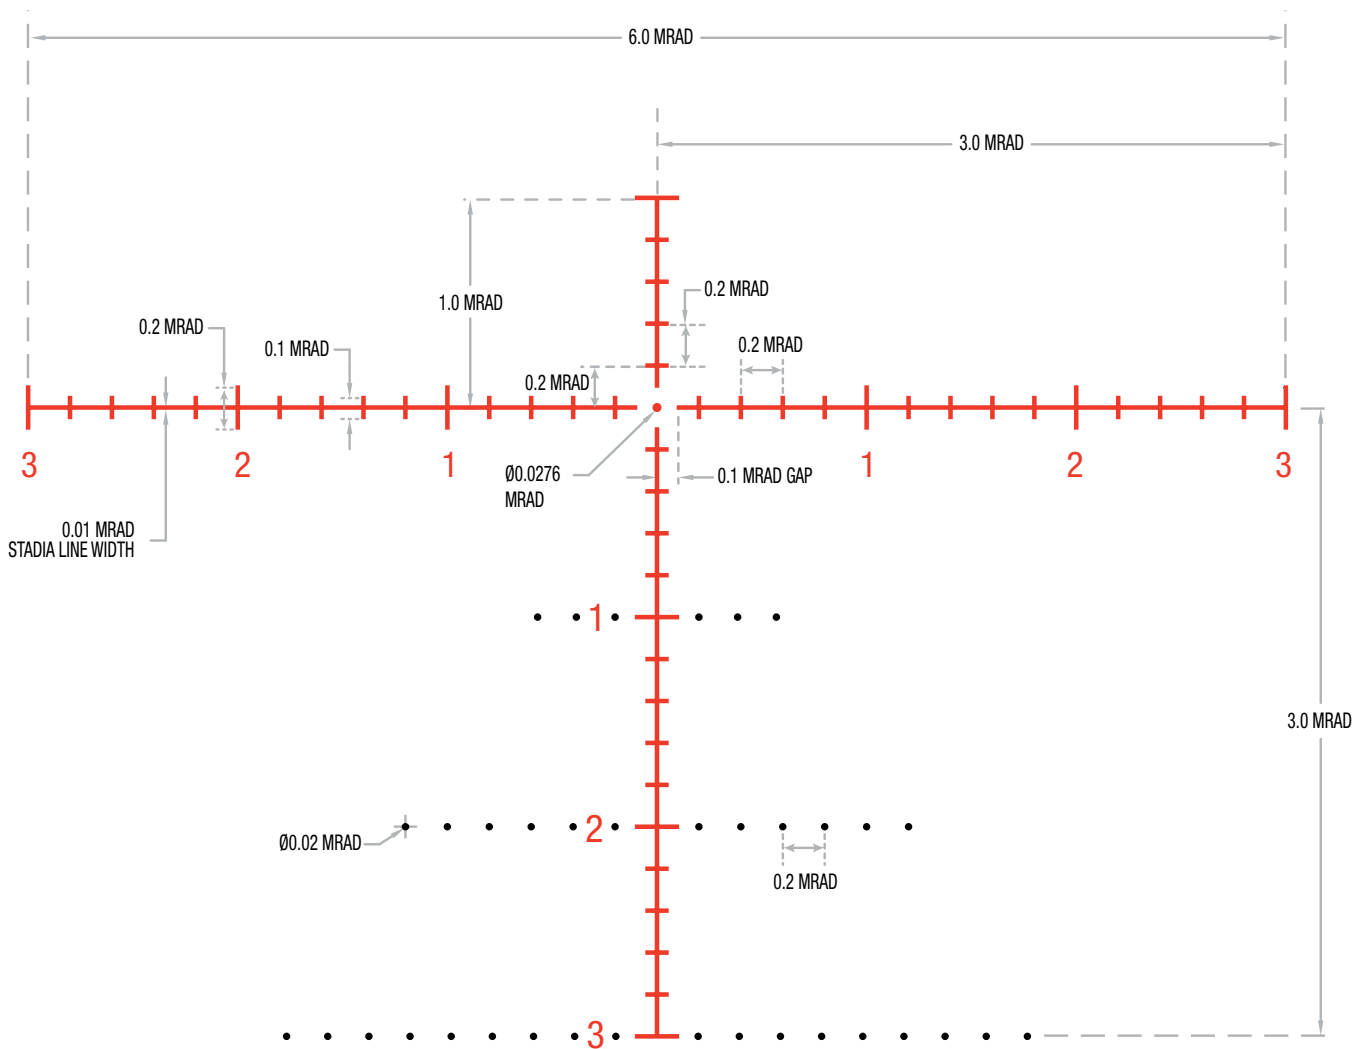 6.0 MRAD
3.0 MRAD
0.2 MRAD
1.0 MRAD
0.2 MRAD
0.1 MRAD
0.2 MRAD
0.2 MRAD
3 2 1 1 2 3
Ø0.0276
MRAD
0.1 MRAD GAP
0.01 MRAD
STADIA LINE WIDTH
1
3.0 MRAD
2
Ø0.02 MRAD
0.2 MRAD
3